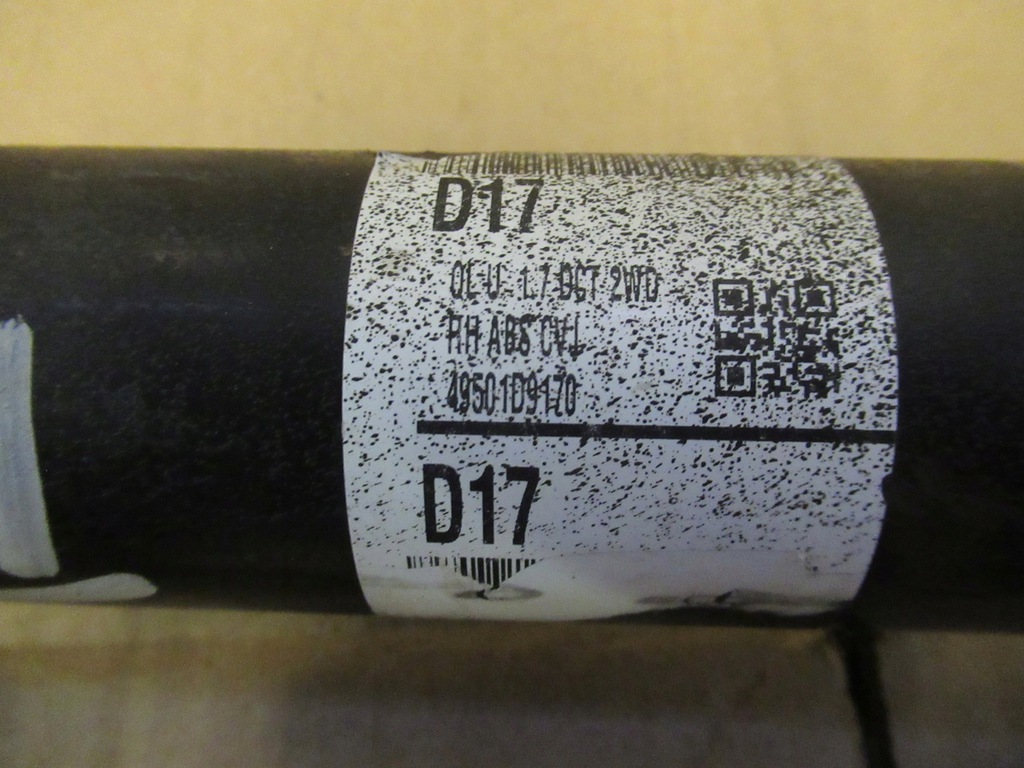 D17
QL U 1.7 DCT 2WD
RH ABS CVJ
49501D9170
D17